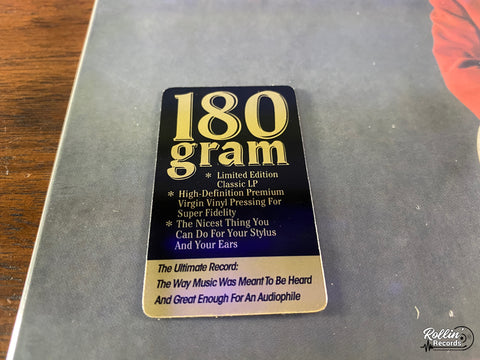 180
gram
* Limited Edition
Classic LP
* High-Definition Premium
Virgin Vinyl Pressing For
Super Fidelity
* The Nicest Thing You
Can Do For Your Stylus
And Your Ears
The Ultimate Record:
The Way Music Was Meant To Be Heard
And Great Enough For An Audiophile
Rollin
Records